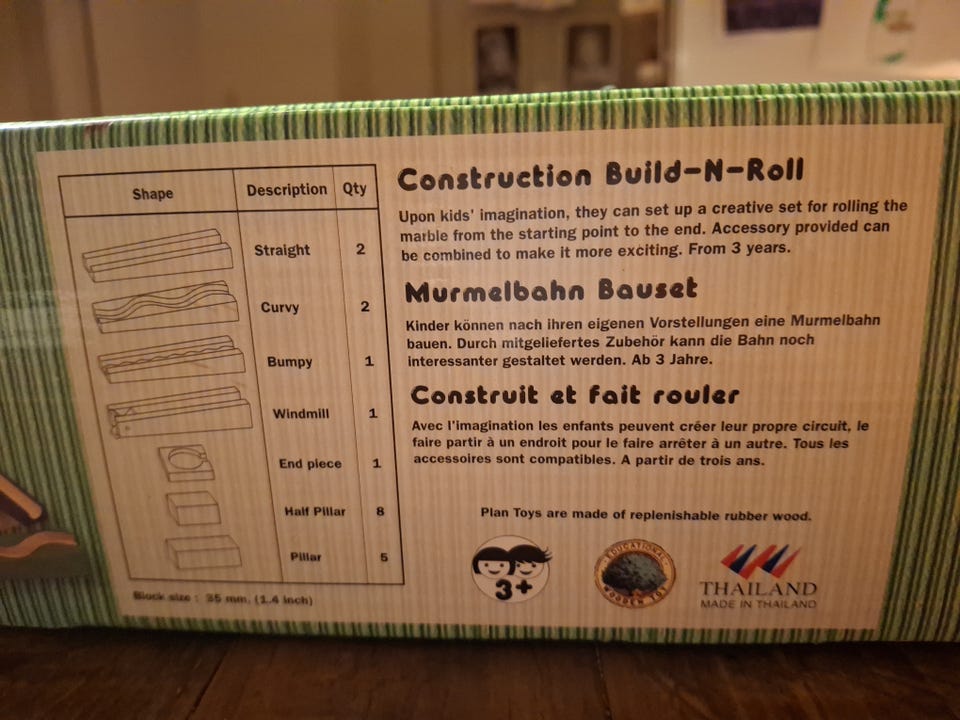 Shape Description Qty
Straight 2
Curvy 2
Bumpy 1
Windmill 1
End piece 1
Half Pillar 8
Pillar 5
Block size : 35 mm. (1.4 inch)
Construction Build-N-Roll
Upon kids' imagination, they can set up a creative set for rolling the
marble from the starting point to the end. Accessory provided can
be combined to make it more exciting. From 3 years.
Murmelbahn Bauset
Kinder können nach ihren eigenen Vorstellungen eine Murmelbahn
bauen. Durch mitgeliefertes Zubehör kann die Bahn noch
interessanter gestaltet werden. Ab 3 Jahre.
Construit et fait rouler
Avec l'imagination les enfants peuvent créer leur propre circuit, le
faire partir à un endroit pour le faire arrêter à un autre. Tous les
accessoires sont compatibles. A partir de trois ans.
Plan Toys are made of replenishable rubber wood.
3+
EDUCATIONAL
WOODEN TOY
THAILAND
MADE IN THAILAND